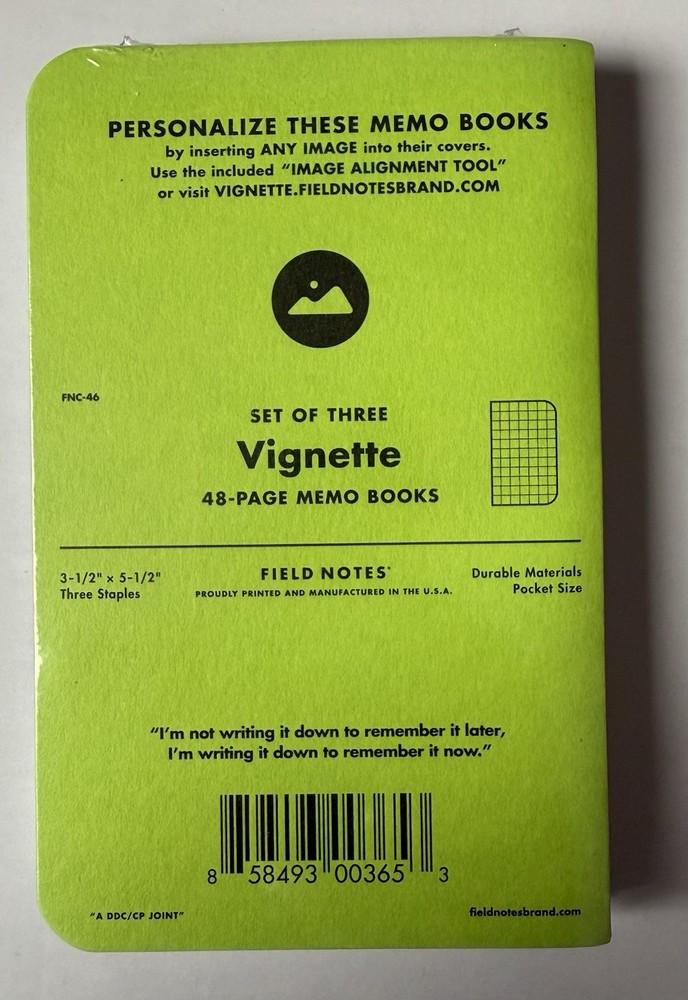 PERSONALIZE THESE MEMO BOOKS
by inserting ANY IMAGE into their covers.
Use the included “IMAGE ALIGNMENT TOOL”
or visit VIGNETTE.FIELDNOTESBRAND.COM
FNC-46
SET OF THREE
Vignette
48-PAGE MEMO BOOKS
3-1/2" × 5-1/2"
Three Staples
FIELD NOTES
PROUDLY PRINTED AND MANUFACTURED IN THE U.S.A.
Durable Materials
Pocket Size
“I’m not writing it down to remember it later,
I’m writing it down to remember it now.”
8 58493 00365 3
“A DDC/CP JOINT”
fieldnotesbrand.com